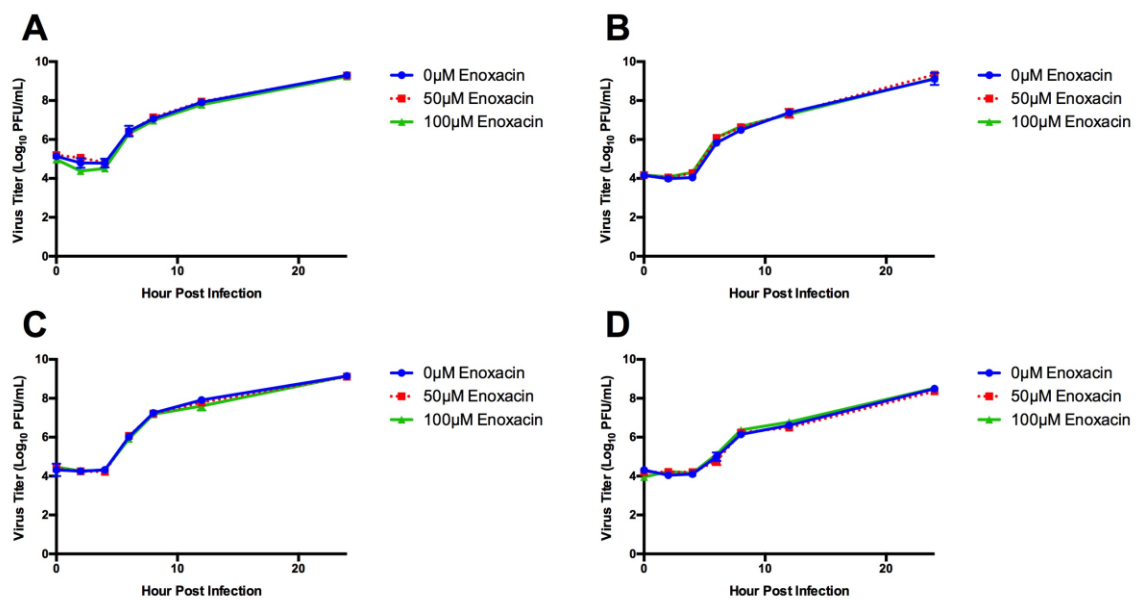 A
Virus Titer (Log10 PFU/mL)
10
8
6
4
2
0
0
10
20
Hour Post Infection
0μM Enoxacin
50μM Enoxacin
100μM Enoxacin
B
Virus Titer (Log10 PFU/mL)
10
8
6
4
2
0
0
10
20
Hour Post Infection
0μM Enoxacin
50μM Enoxacin
100μM Enoxacin
C
Virus Titer (Log10 PFU/mL)
10
8
6
4
2
0
0
10
20
Hour Post Infection
0μM Enoxacin
50μM Enoxacin
100μM Enoxacin
D
Virus Titer (Log10 PFU/mL)
10
8
6
4
2
0
0
10
20
Hour Post Infection
0μM Enoxacin
50μM Enoxacin
100μM Enoxacin